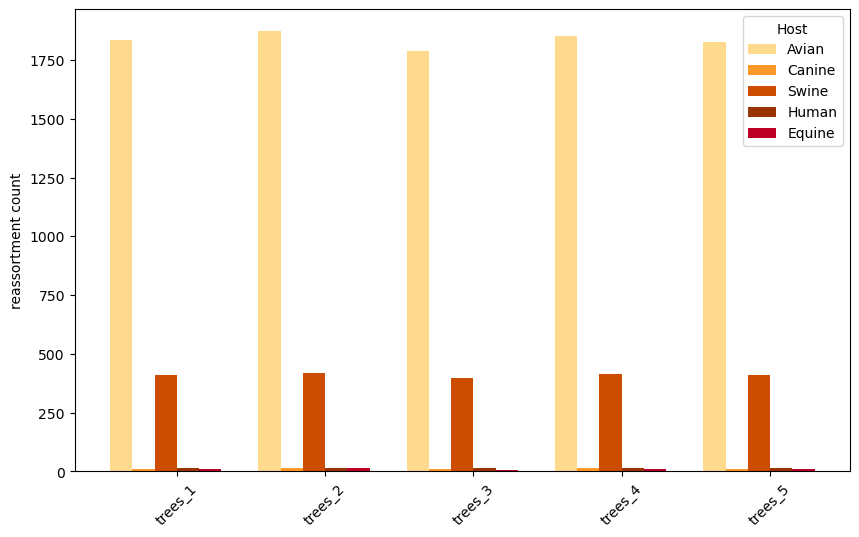 reassortment count
1750
1500
1250
1000
750
500
250
0
trees_1
trees_2
trees_3
trees_4
trees_5
Host
Avian
Canine
Swine
Human
Equine